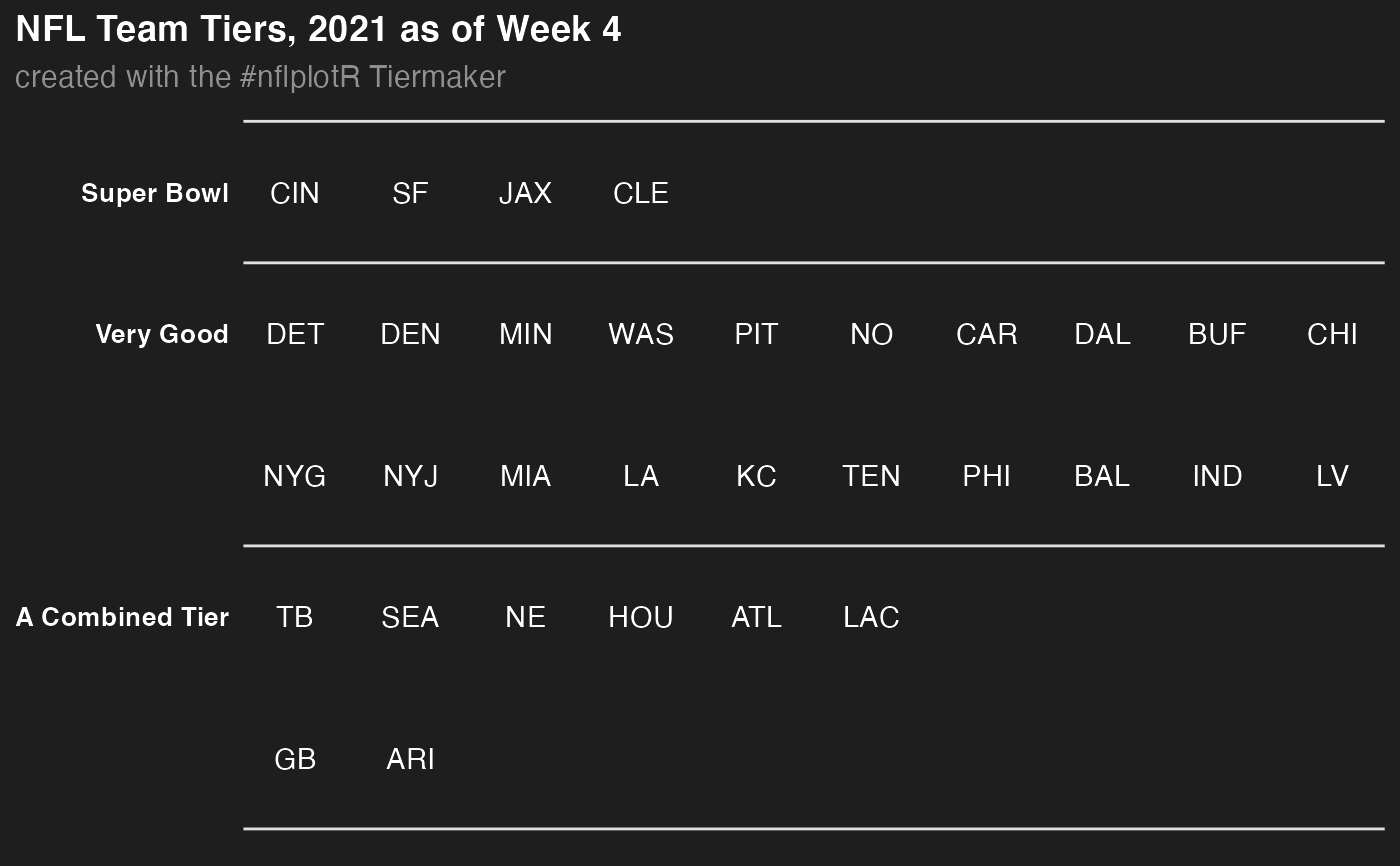 NFL Team Tiers, 2021 as of Week 4
created with the #nflplotR Tiermaker
Super Bowl CIN SF JAX CLE
Very Good DET DEN MIN WAS PIT NO CAR DAL BUF CHI
NYG NYJ MIA LA KC TEN PHI BAL IND LV
A Combined Tier TB SEA NE HOU ATL LAC
GB ARI